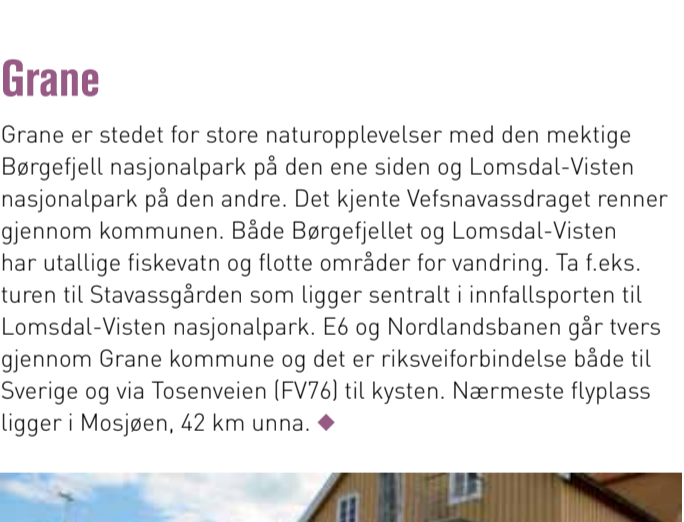 Grane
Grane er stedet for store naturopplevelser med den mektige
Børgefjell nasjonalpark på den ene siden og Lomsdal-Visten
nasjonalpark på den andre. Det kjente Vefsnavassdraget renner
gjennom kommunen. Både Børgefjellet og Lomsdal-Visten
har utallige fiskevatn og flotte områder for vandring. Ta f.eks.
turen til Stavassgården som ligger sentralt i innfallsporten til
Lomsdal-Visten nasjonalpark. E6 og Nordlandsbanen går tvers
gjennom Grane kommune og det er riksveiforbindelse både til
Sverige og via Tosenveien (FV76) til kysten. Nærmeste flyplass
ligger i Mosjøen, 42 km unna. ◆